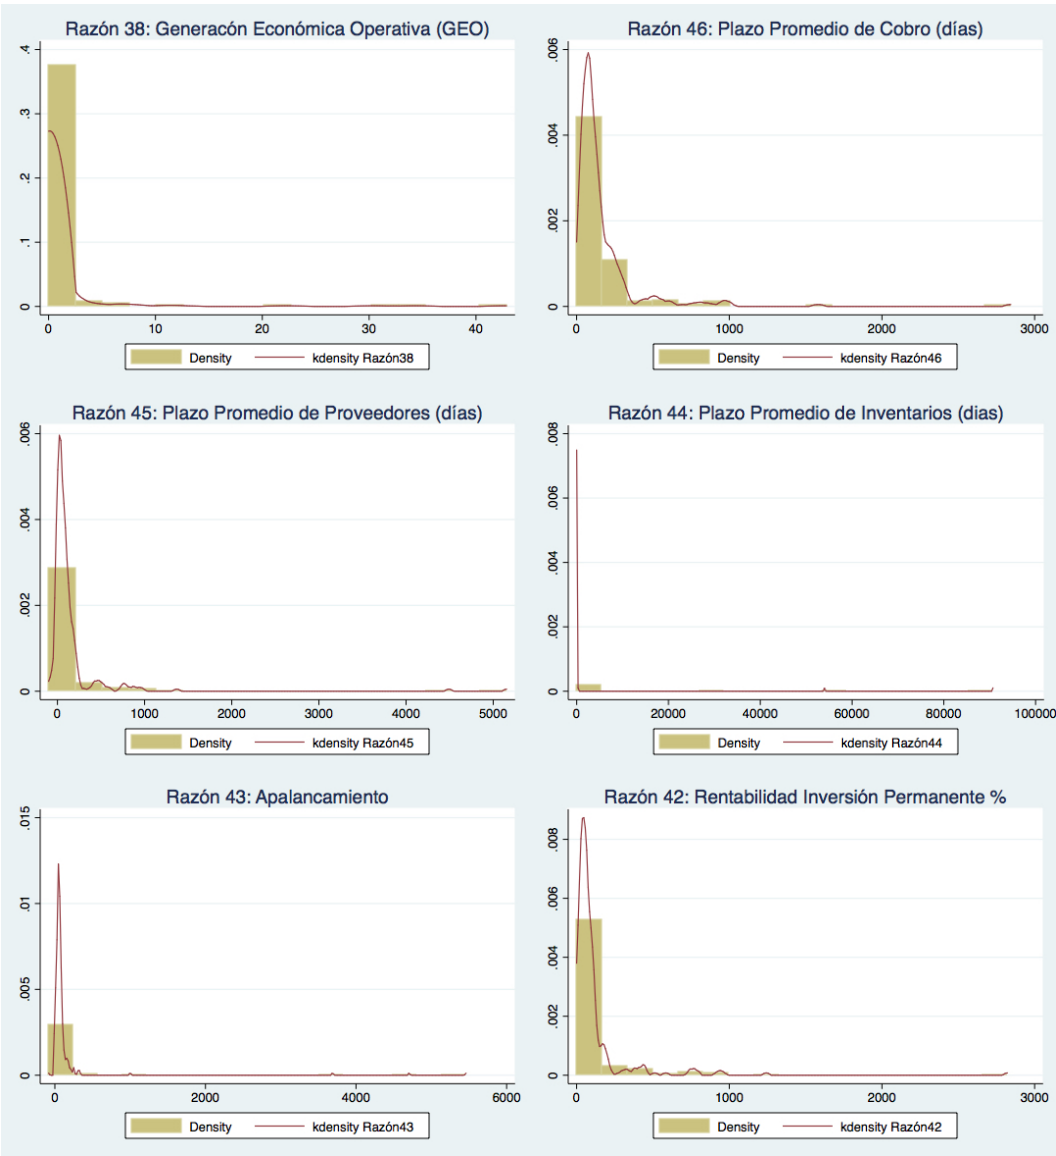 Razón 38: Generacón Económica Operativa (GEO)
.4
.3
.2
.1
0
0 10 20 30 40
Density kdensity Razón38
Razón 46: Plazo Promedio de Cobro (días)
.006
.004
.002
0
0 1000 2000 3000
Density kdensity Razón46
Razón 45: Plazo Promedio de Proveedores (días)
.006
.004
.002
0
0 1000 2000 3000 4000 5000
Density kdensity Razón45
Razón 44: Plazo Promedio de Inventarios (dias)
.008
.006
.004
.002
0
0 20000 40000 60000 80000 100000
Density kdensity Razón44
Razón 43: Apalancamiento
.015
.01
.005
0
0 2000 4000 6000
Density kdensity Razón43
Razón 42: Rentabilidad Inversión Permanente %
.008
.006
.004
.002
0
0 1000 2000 3000
Density kdensity Razón42